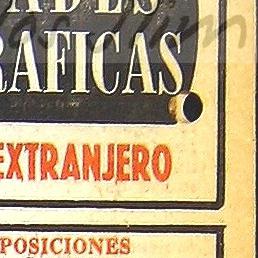 ADES
RAFICAS
EXTRANJERO
POSICIONES